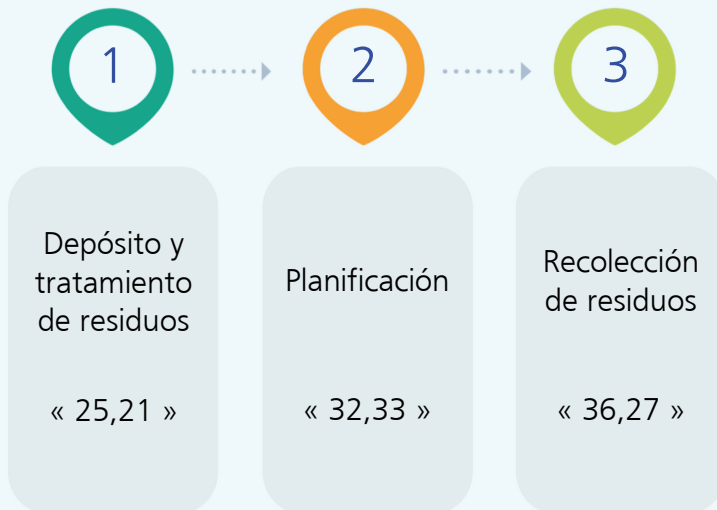 1
2
3
Depósito y
tratamiento
de residuos
« 25,21 »
Planificación
« 32,33 »
Recolección
de residuos
« 36,27 »